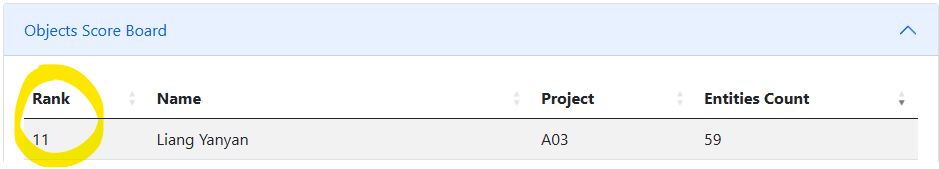 Objects Score Board
Rank Name Project Entities Count
11 Liang Yanyan A03 59